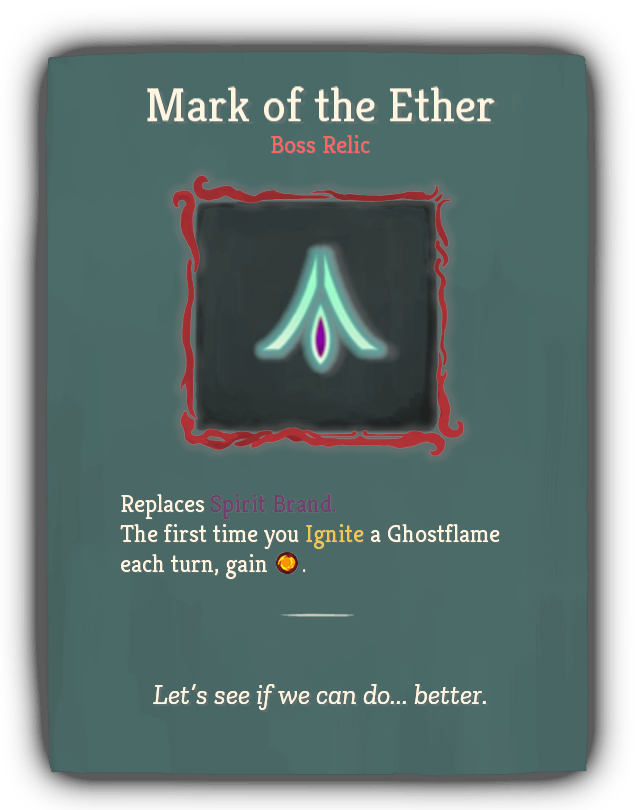 Mark of the Ether
Boss Relic
Replaces Spirit Brand.
The first time you Ignite a Ghostflame
each turn, gain .
Let's see if we can do... better.